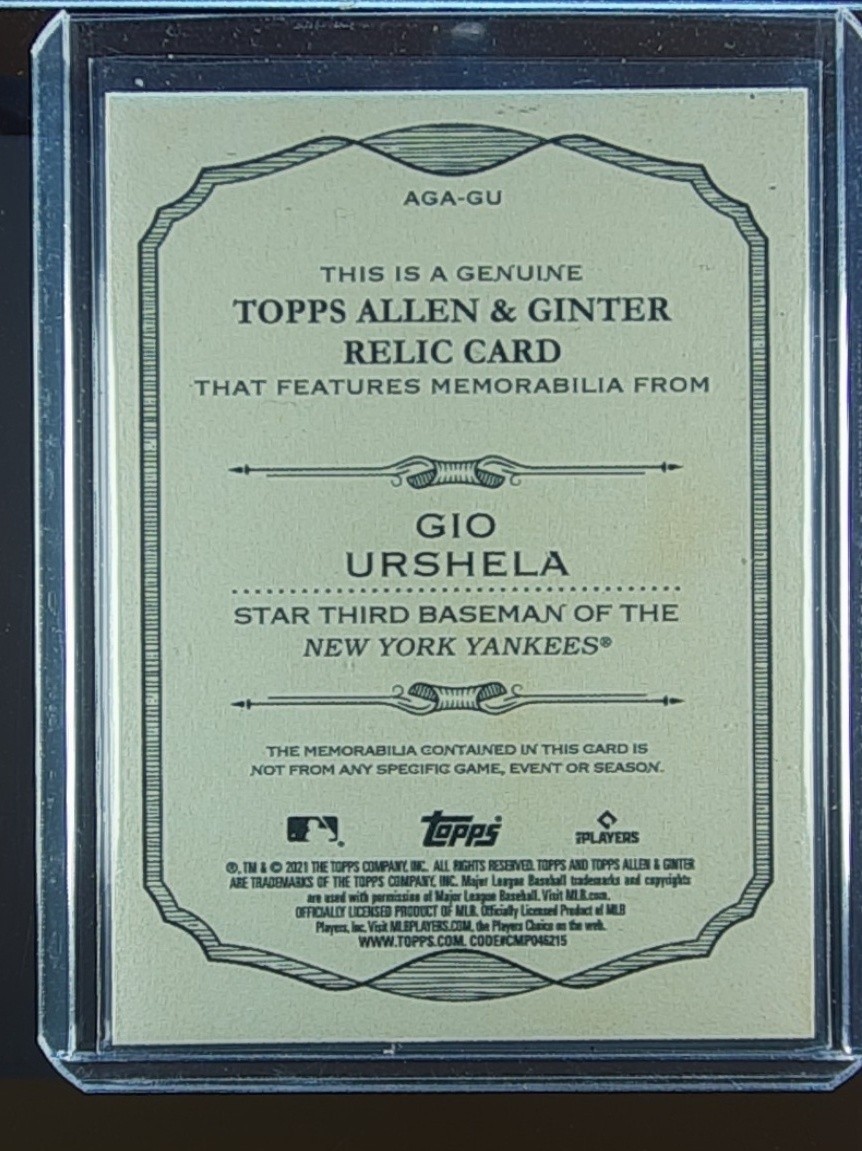 AGA-GU
THIS IS A GENUINE
TOPPS ALLEN & GINTER
RELIC CARD
THAT FEATURES MEMORABILIA FROM
GIO
URSHELA
STAR THIRD BASEMAN OF THE
NEW YORK YANKEES®
THE MEMORABILIA CONTAINED IN THIS CARD IS
NOT FROM ANY SPECIFIC GAME, EVENT OR SEASON.
topps® PLAYERS
®, TM & © 2021 THE TOPPS COMPANY, INC. ALL RIGHTS RESERVED. TOPPS AND TOPPS ALLEN & GINTER
ARE TRADEMARKS OF THE TOPPS COMPANY, INC. Major League Baseball trademarks and copyrights
are used with permission of Major League Baseball. Visit MLB.com.
OFFICIALLY LICENSED PRODUCT OF MLB. Officially Licensed Product of MLB
Players, Inc. Visit MLBPLAYERS.COM, the Players Choice on the web.
WWW.TOPPS.COM. CODE#CMP046215